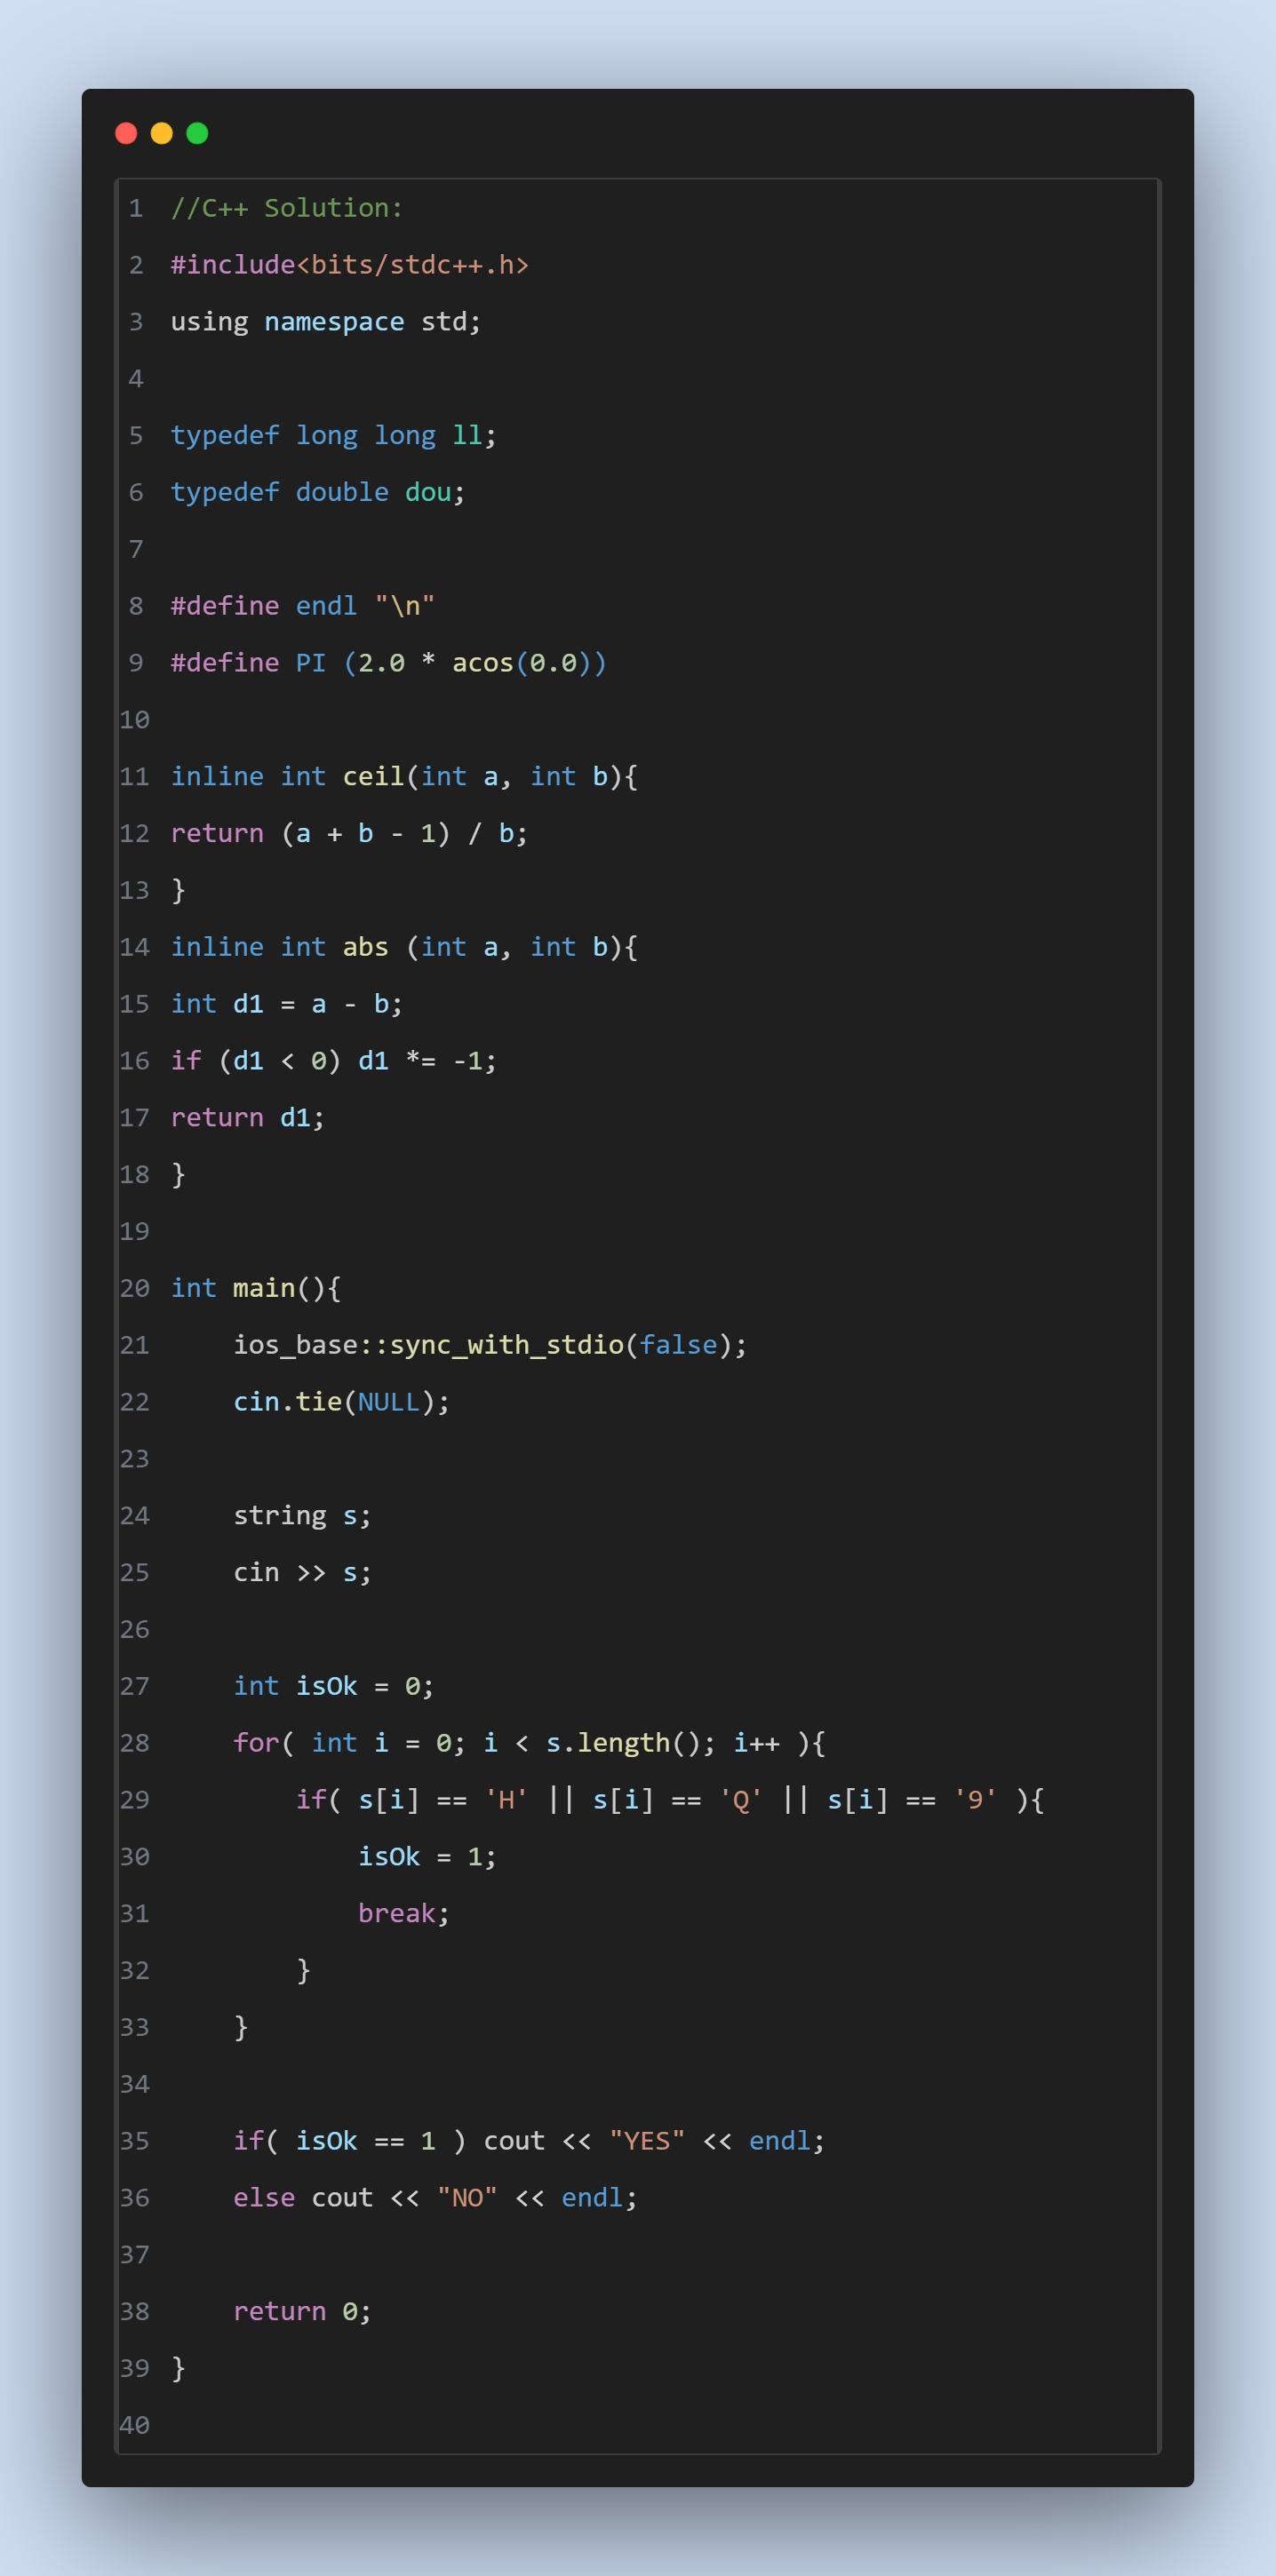 1 //C++ Solution:
2 #include<bits/stdc++.h>
3 using namespace std;
4
5 typedef long long ll;
6 typedef double dou;
7
8 #define endl "\n"
9 #define PI (2.0 * acos(0.0))
10
11 inline int ceil(int a, int b){
12 return (a + b - 1) / b;
13 }
14 inline int abs (int a, int b){
15 int d1 = a - b;
16 if (d1 < 0) d1 *= -1;
17 return d1;
18 }
19
20 int main(){
21     ios_base::sync_with_stdio(false);
22     cin.tie(NULL);
23
24     string s;
25     cin >> s;
26
27     int isOk = 0;
28     for( int i = 0; i < s.length(); i++ ){
29         if( s[i] == 'H' || s[i] == 'Q' || s[i] == '9' ){
30             isOk = 1;
31             break;
32         }
33     }
34
35     if( isOk == 1 ) cout << "YES" << endl;
36     else cout << "NO" << endl;
37
38     return 0;
39 }
40